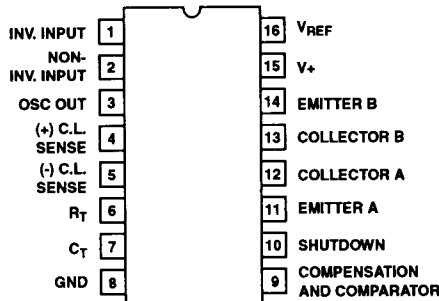 INV. INPUT 1
NON-
INV. INPUT 2
OSC OUT 3
(+) C.L.
SENSE 4
(-) C.L.
SENSE 5
RT 6
CT 7
GND 8
16 VREF
15 V+
14 EMITTER B
13 COLLECTOR B
12 COLLECTOR A
11 EMITTER A
10 SHUTDOWN
9 COMPENSATION
AND COMPARATOR